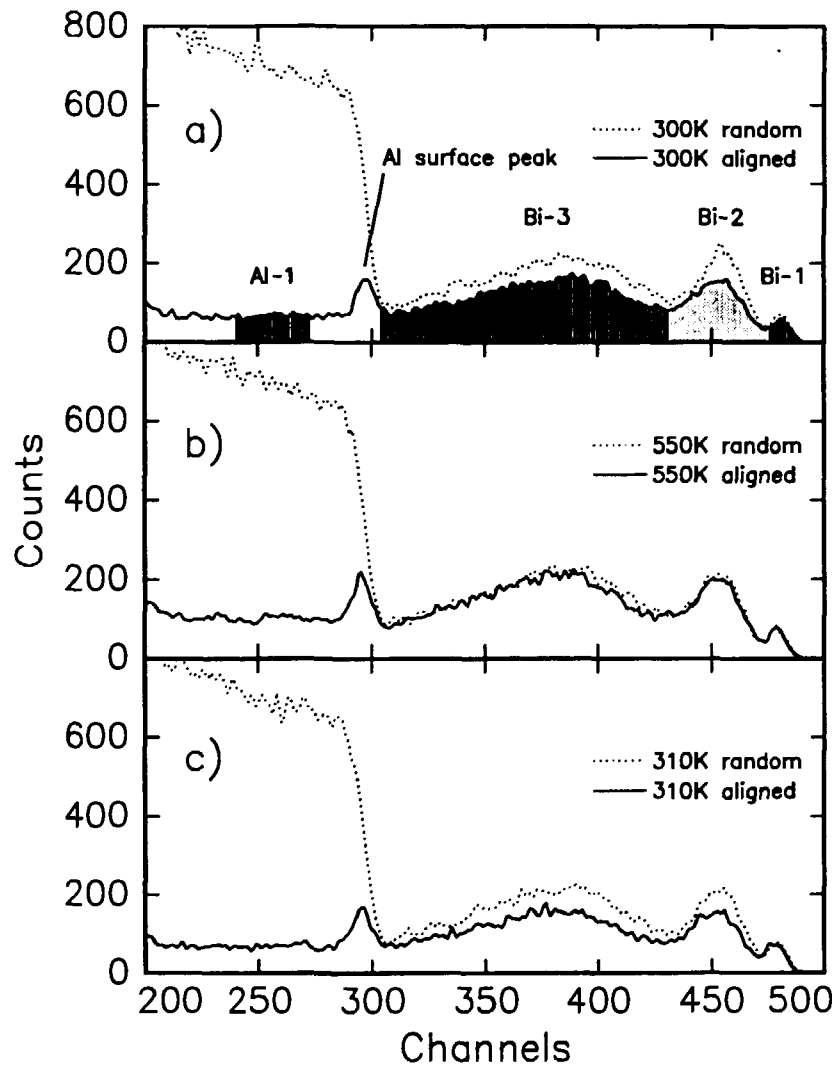 800
600
400
200
0
a)
300K random
300K aligned
Al surface peak
Bi-3
Bi-2
Al-1
Bi-1
600
400
200
0
b)
550K random
550K aligned
Counts
600
400
200
0
c)
310K random
310K aligned
200 250 300 350 400 450 500
Channels